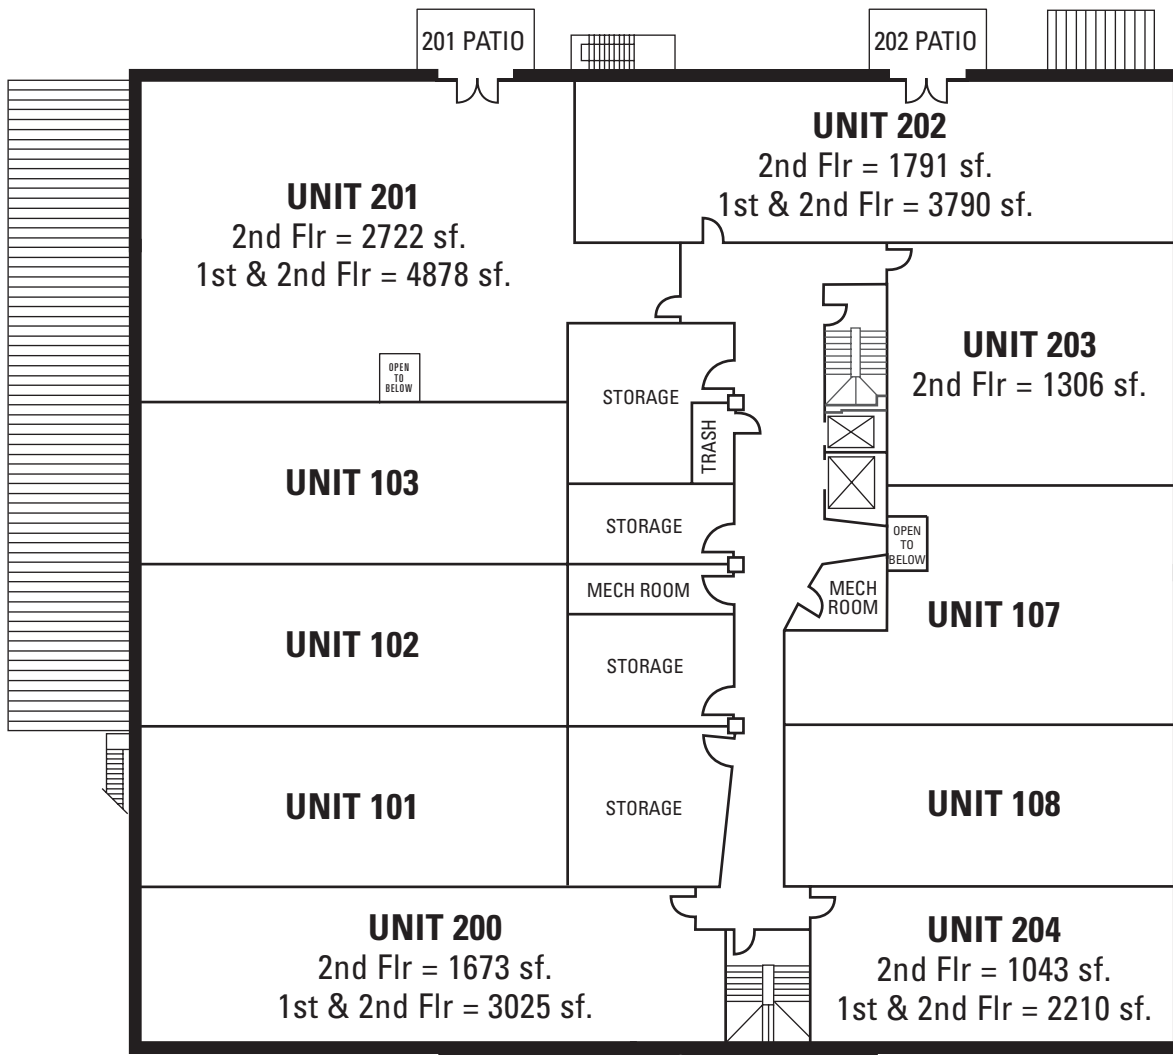 201 PATIO
202 PATIO
UNIT 202
2nd Flr = 1791 sf.
1st & 2nd Flr = 3790 sf.
UNIT 201
2nd Flr = 2722 sf.
1st & 2nd Flr = 4878 sf.
UNIT 203
2nd Flr = 1306 sf.
OPEN
TO
BELOW
STORAGE
TRASH
UNIT 103
STORAGE
OPEN
TO
BELOW
MECH ROOM
MECH
ROOM
UNIT 107
UNIT 102
STORAGE
UNIT 101
STORAGE
UNIT 108
UNIT 200
2nd Flr = 1673 sf.
1st & 2nd Flr = 3025 sf.
UNIT 204
2nd Flr = 1043 sf.
1st & 2nd Flr = 2210 sf.